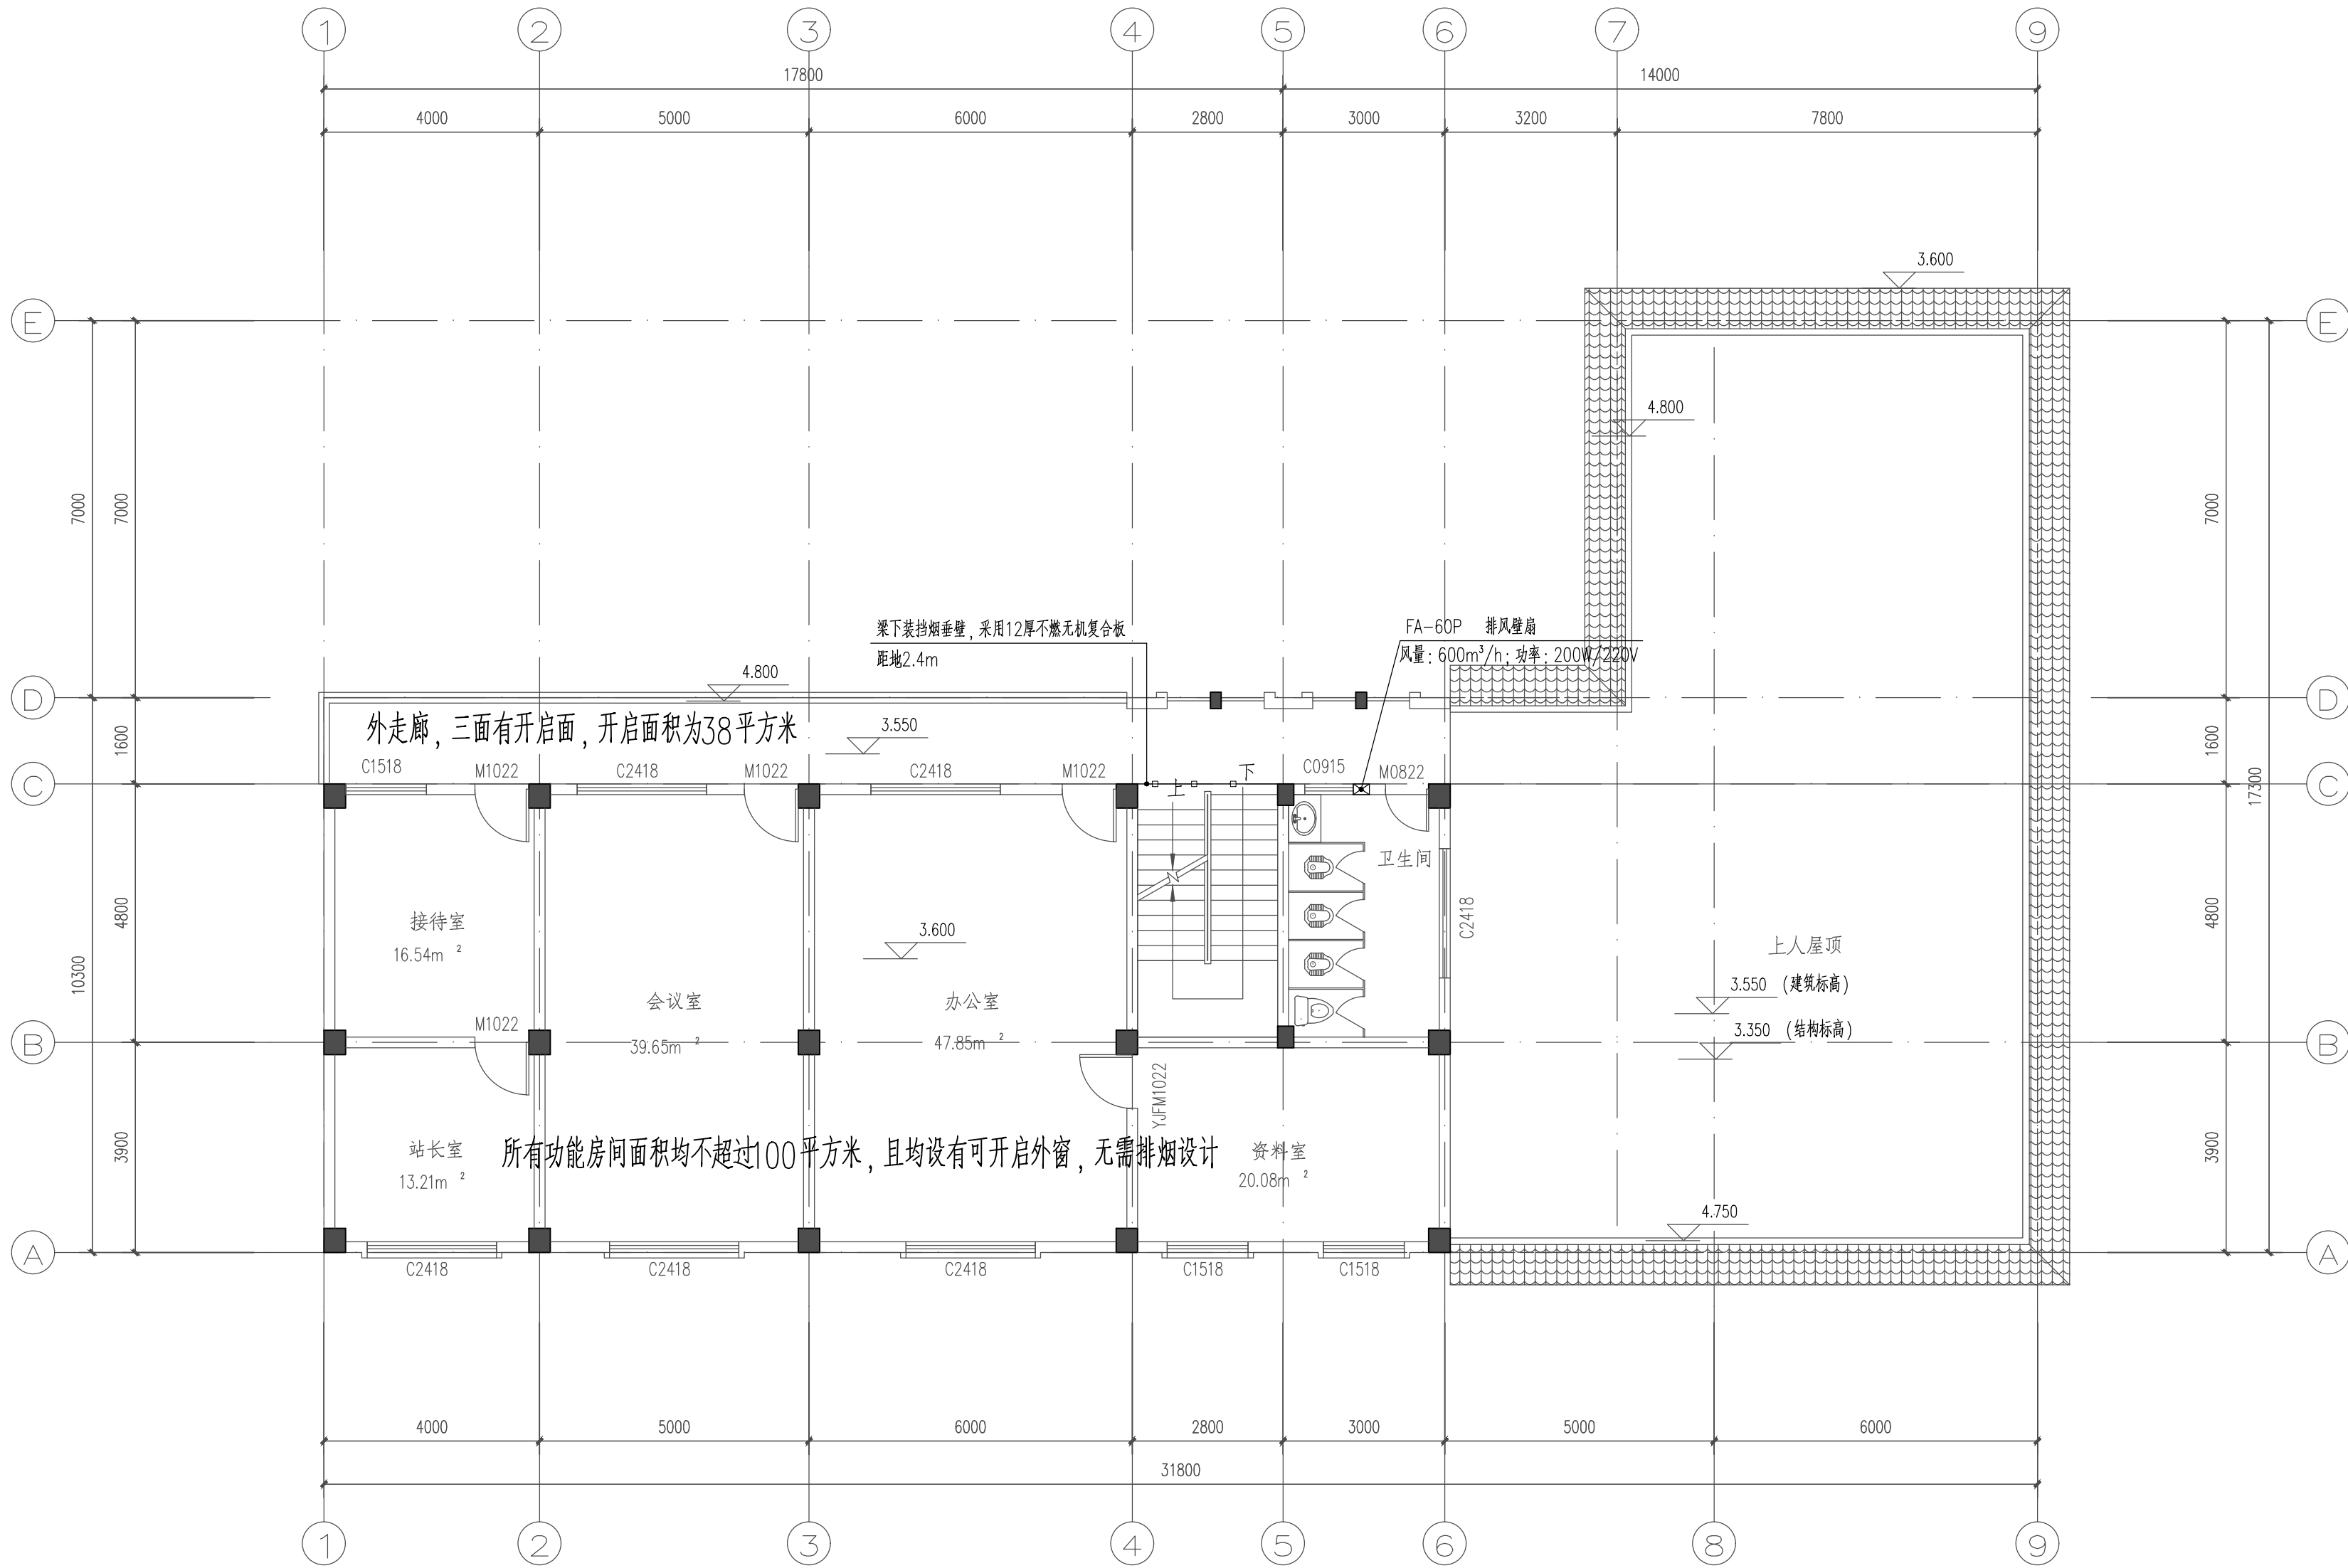 1 2 3 4 5 6 7 9
17800 14000
4000 5000 6000 2800 3000 3200 7800
3.600
E E
4.800
7000 7000 7000
梁下装挡烟垂壁，采用12厚不燃无机复合板
距地2.4m
FA-60P 排风壁扇
风量：600m³/h；功率：200W/220V
4.800
D D
外走廊，三面有开启面，开启面积为38平方米
3.550
1600 1600
C1518 M1022 C2418 M1022 C2418 M1022 上 下 C0915 M0822
C C
17300
卫生间
接待室
16.54m²
4800 4800
C2418
3.600
上人屋顶
10300
会议室 办公室
3.550 （建筑标高）
M1022
3.350 （结构标高）
39.65m² 47.85m²
B B
YJFM1022
3900 3900
站长室
13.21m²
所有功能房间面积均不超过100平方米，且均设有可开启外窗，无需排烟设计
资料室
20.08m²
4.750
A A
C2418 C2418 C2418 C1518 C1518
4000 5000 6000 2800 3000 5000 6000
31800
1 2 3 4 5 6 8 9